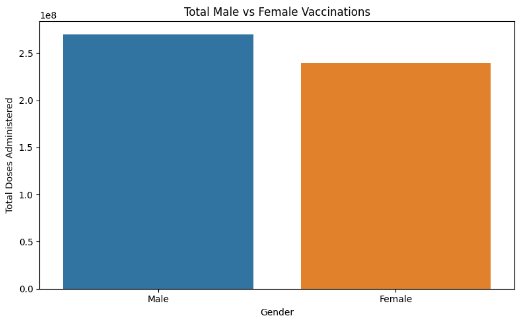 Total Male vs Female Vaccinations
1e8
2.5
2.0
1.5
1.0
0.5
0.0
Total Doses Administered
Male Female
Gender